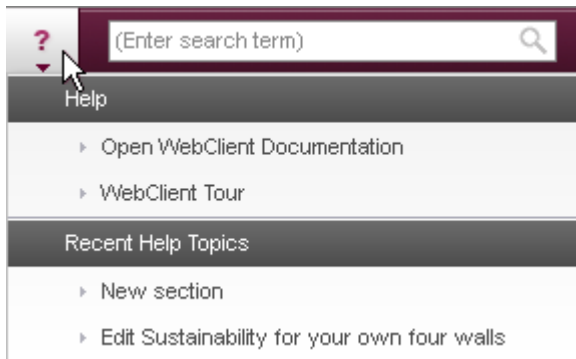 ?
(Enter search term)
Help
Open WebClient Documentation
WebClient Tour
Recent Help Topics
New section
Edit Sustainability for your own four walls